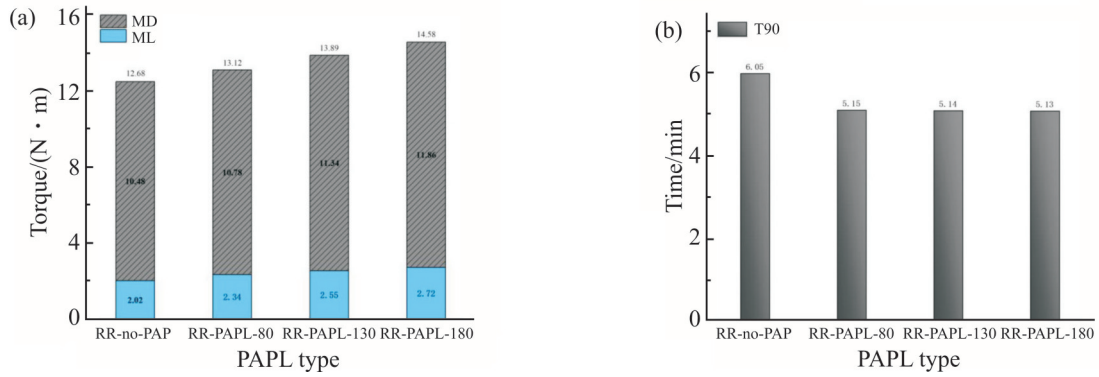 (a)
MD
ML
Torque/(N・m)
16
12
8
4
0
12.68
13.12
13.89
14.58
10.48
10.78
11.34
11.86
2.02
2.34
2.55
2.72
RR-no-PAP
RR-PAPL-80
RR-PAPL-130
RR-PAPL-180
PAPL type
(b)
T90
Time/min
6
4
2
0
6.05
5.15
5.14
5.13
RR-no-PAP
RR-PAPL-80
RR-PAPL-130
RR-PAPL-180
PAPL type